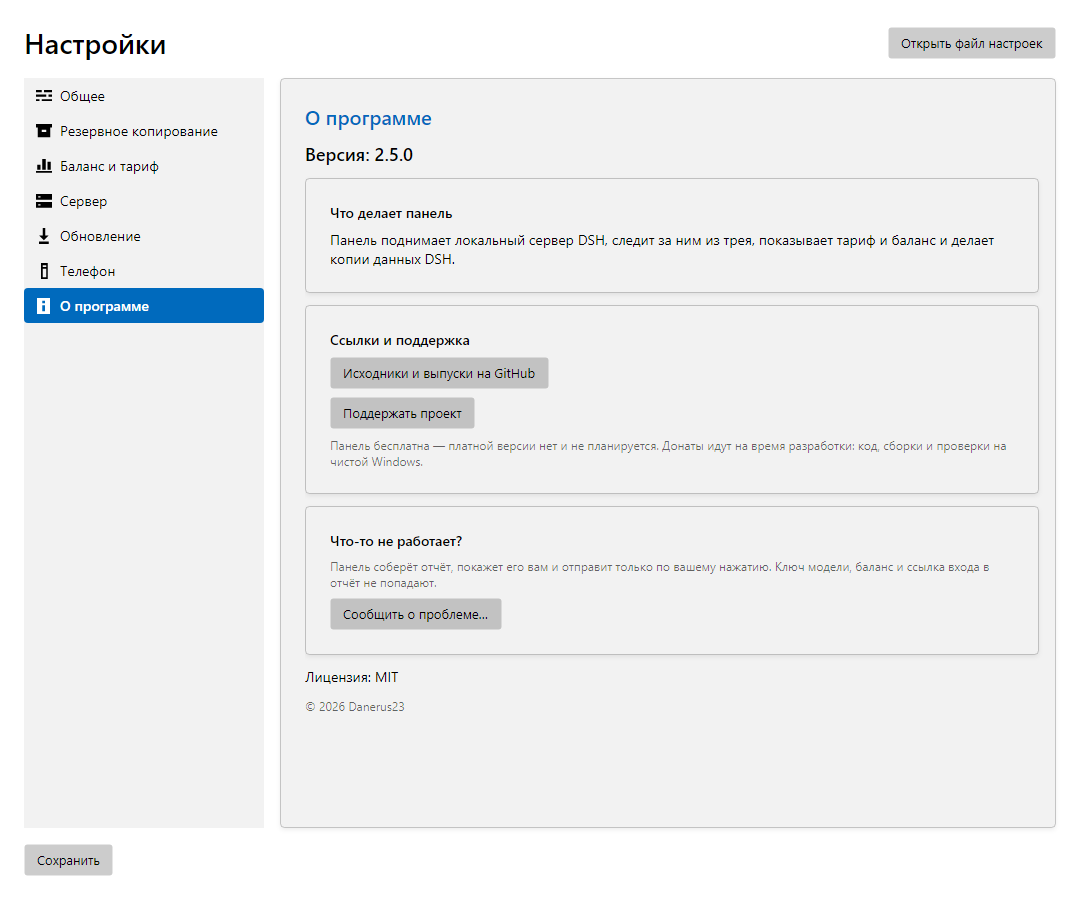 Настройки
Открыть файл настроек
Общее
Резервное копирование
Баланс и тариф
Сервер
Обновление
Телефон
О программе
О программе
Версия: 2.5.0
Что делает панель
Панель поднимает локальный сервер DSH, следит за ним из трея, показывает тариф и баланс и делает
копии данных DSH.
Ссылки и поддержка
Исходники и выпуски на GitHub
Поддержать проект
Панель бесплатна — платной версии нет и не планируется. Донаты идут на время разработки: код, сборки и проверки на
чистой Windows.
Что-то не работает?
Панель соберёт отчёт, покажет его вам и отправит только по вашему нажатию. Ключ модели, баланс и ссылка входа в
отчёт не попадают.
Сообщить о проблеме...
Лицензия: MIT
© 2026 Danerus23
Сохранить